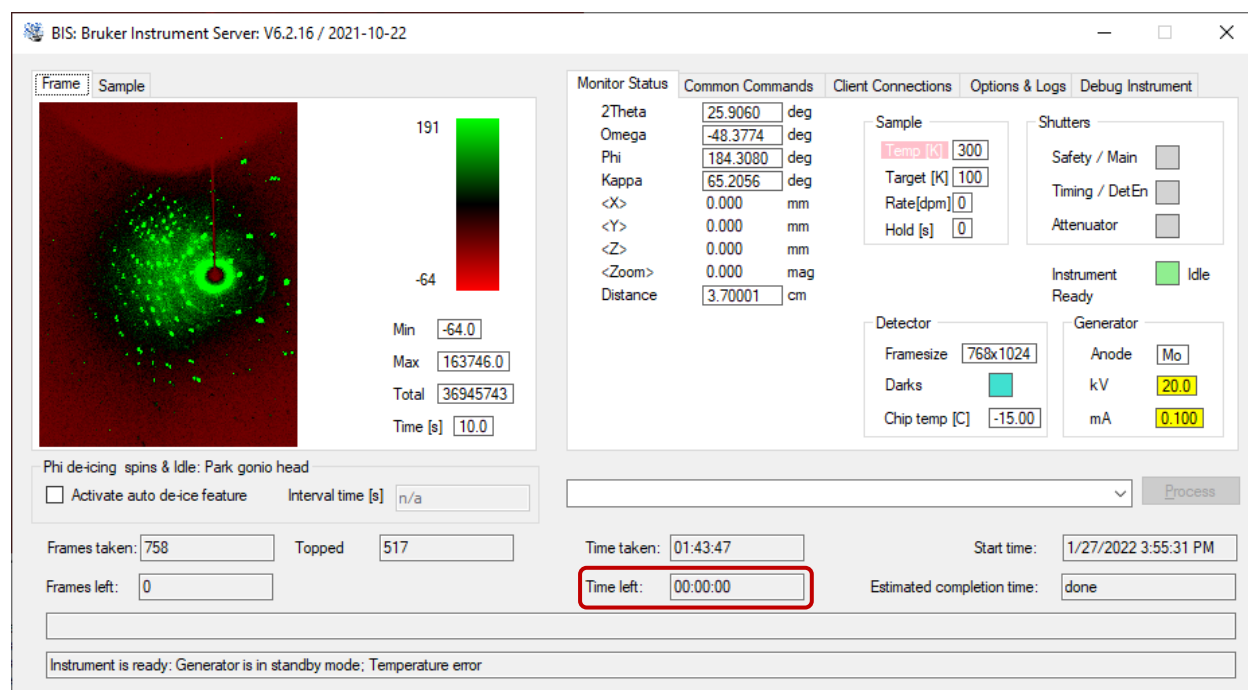 BIS: Bruker Instrument Server: V6.2.16 / 2021-10-22
Frame Sample
191
-64
Min -64.0
Max 163746.0
Total 36945743
Time [s] 10.0
Monitor Status Common Commands Client Connections Options & Logs Debug Instrument
2Theta 25.9060 deg
Omega -48.3774 deg
Phi 184.3080 deg
Kappa 65.2056 deg
<X> 0.000 mm
<Y> 0.000 mm
<Z> 0.000 mm
<Zoom> 0.000 mag
Distance 3.70001 cm
Sample
Temp [K] 300
Target [K] 100
Rate[dpm] 0
Hold [s] 0
Shutters
Safety / Main
Timing / DetEn
Attenuator
Instrument Idle
Ready
Detector
Framesize 768x1024
Darks
Chip temp [C] -15.00
Generator
Anode Mo
kV 20.0
mA 0.100
Phi de-icing spins & Idle: Park gonio head
Activate auto de-ice feature Interval time [s] n/a
Process
Frames taken: 758 Topped 517 Time taken: 01:43:47 Start time: 1/27/2022 3:55:31 PM
Frames left: 0 Time left: 00:00:00 Estimated completion time: done
Instrument is ready: Generator is in standby mode; Temperature error